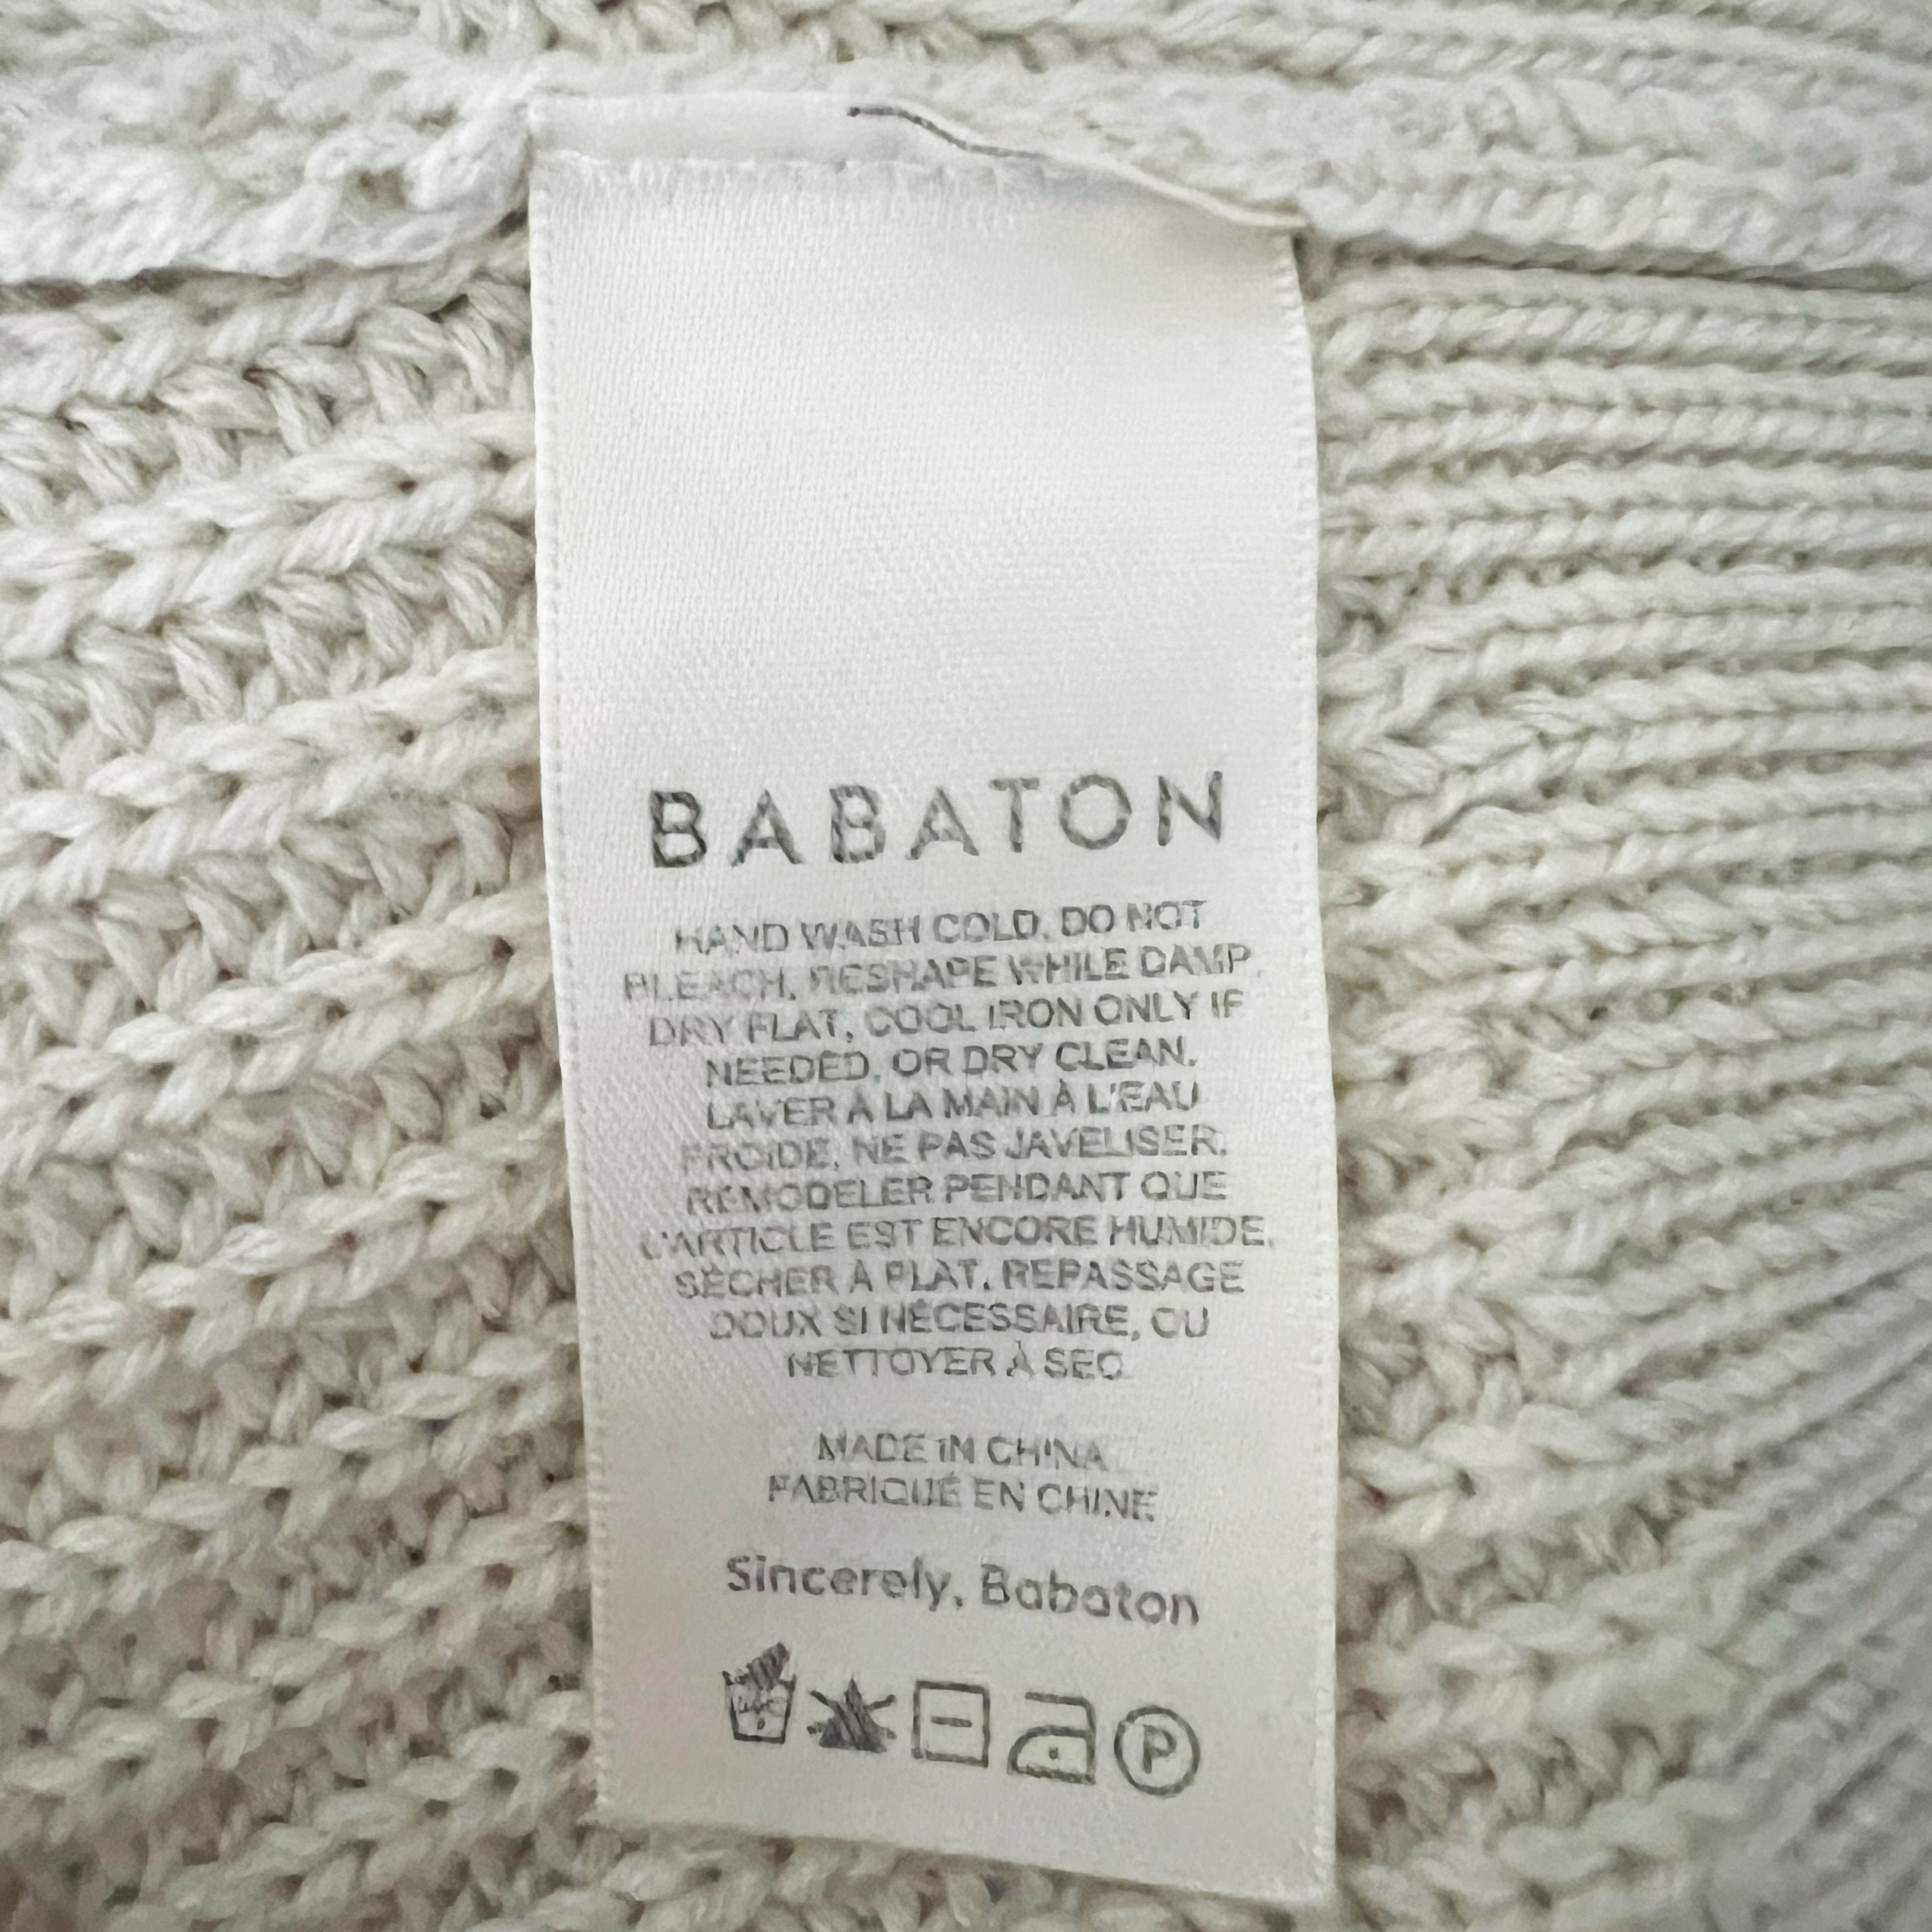 BABATON
HAND WASH COLD. DO NOT
BLEACH. RESHAPE WHILE DAMP.
DRY FLAT. COOL IRON ONLY IF
NEEDED. OR DRY CLEAN.
LAVER À LA MAIN À L'EAU
FROIDE. NE PAS JAVELISER.
REMODELER PENDANT QUE
L'ARTICLE EST ENCORE HUMIDE.
SÉCHER À PLAT. REPASSAGE
DOUX SI NÉCESSAIRE, OU
NETTOYER À SEC
MADE IN CHINA
FABRIQUÉ EN CHINE
Sincerely, Babaton
P